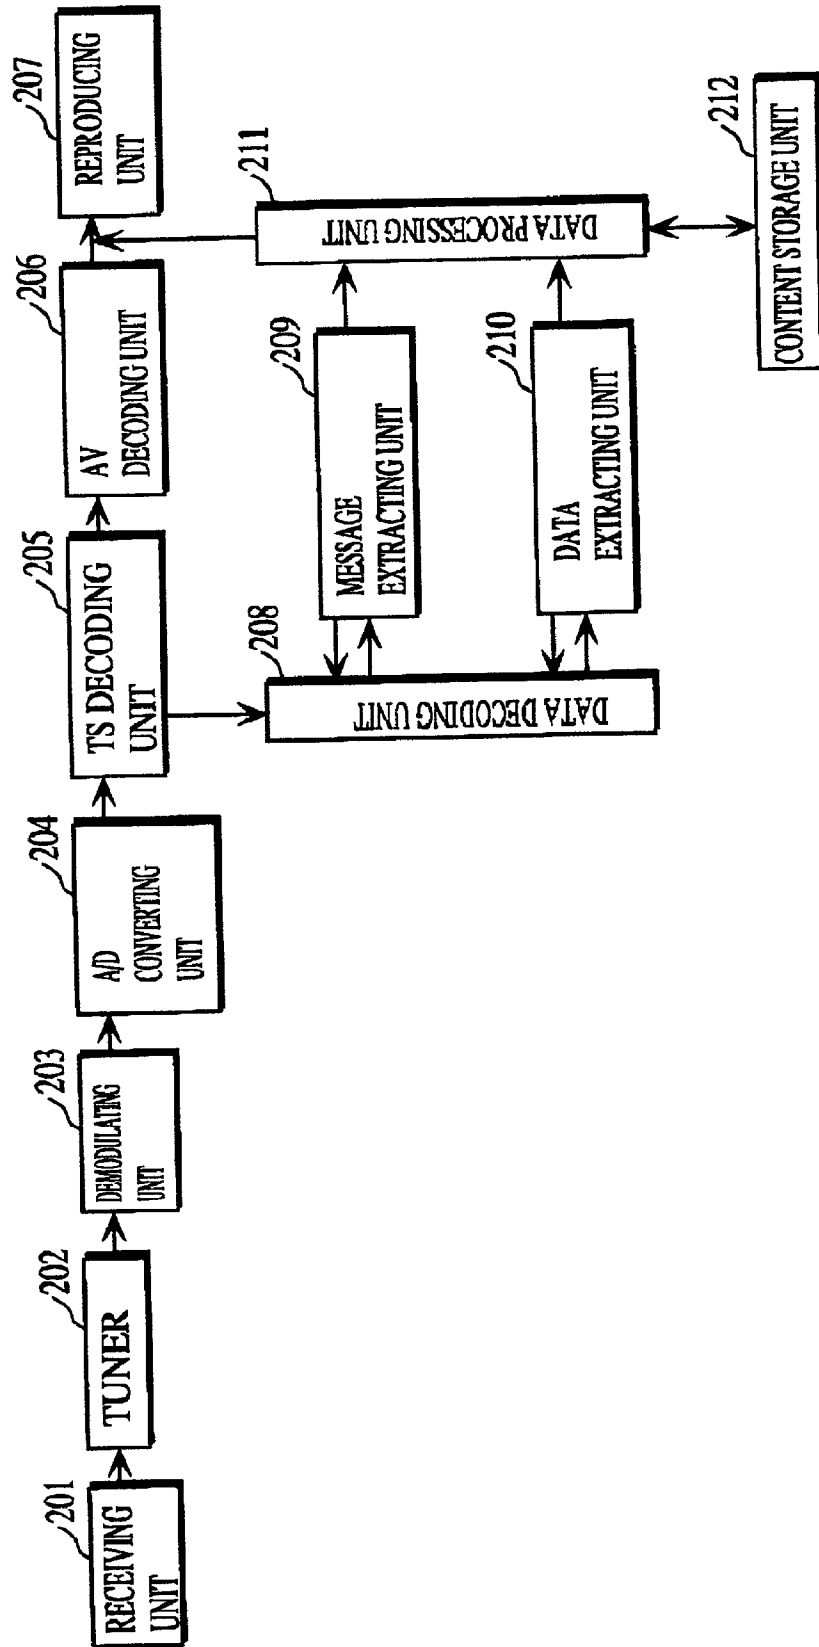 201
RECEIVING
UNIT
202
TUNER
203
DEMODULATING
UNIT
204
A/D
CONVERTING
UNIT
205
TS DECODING
UNIT
206
AV
DECODING UNIT
207
REPRODUCING
UNIT
208
DATA DECODING UNIT
209
MESSAGE
EXTRACTING UNIT
210
DATA
EXTRACTING UNIT
211
DATA PROCESSING UNIT
212
CONTENT STORAGE UNIT